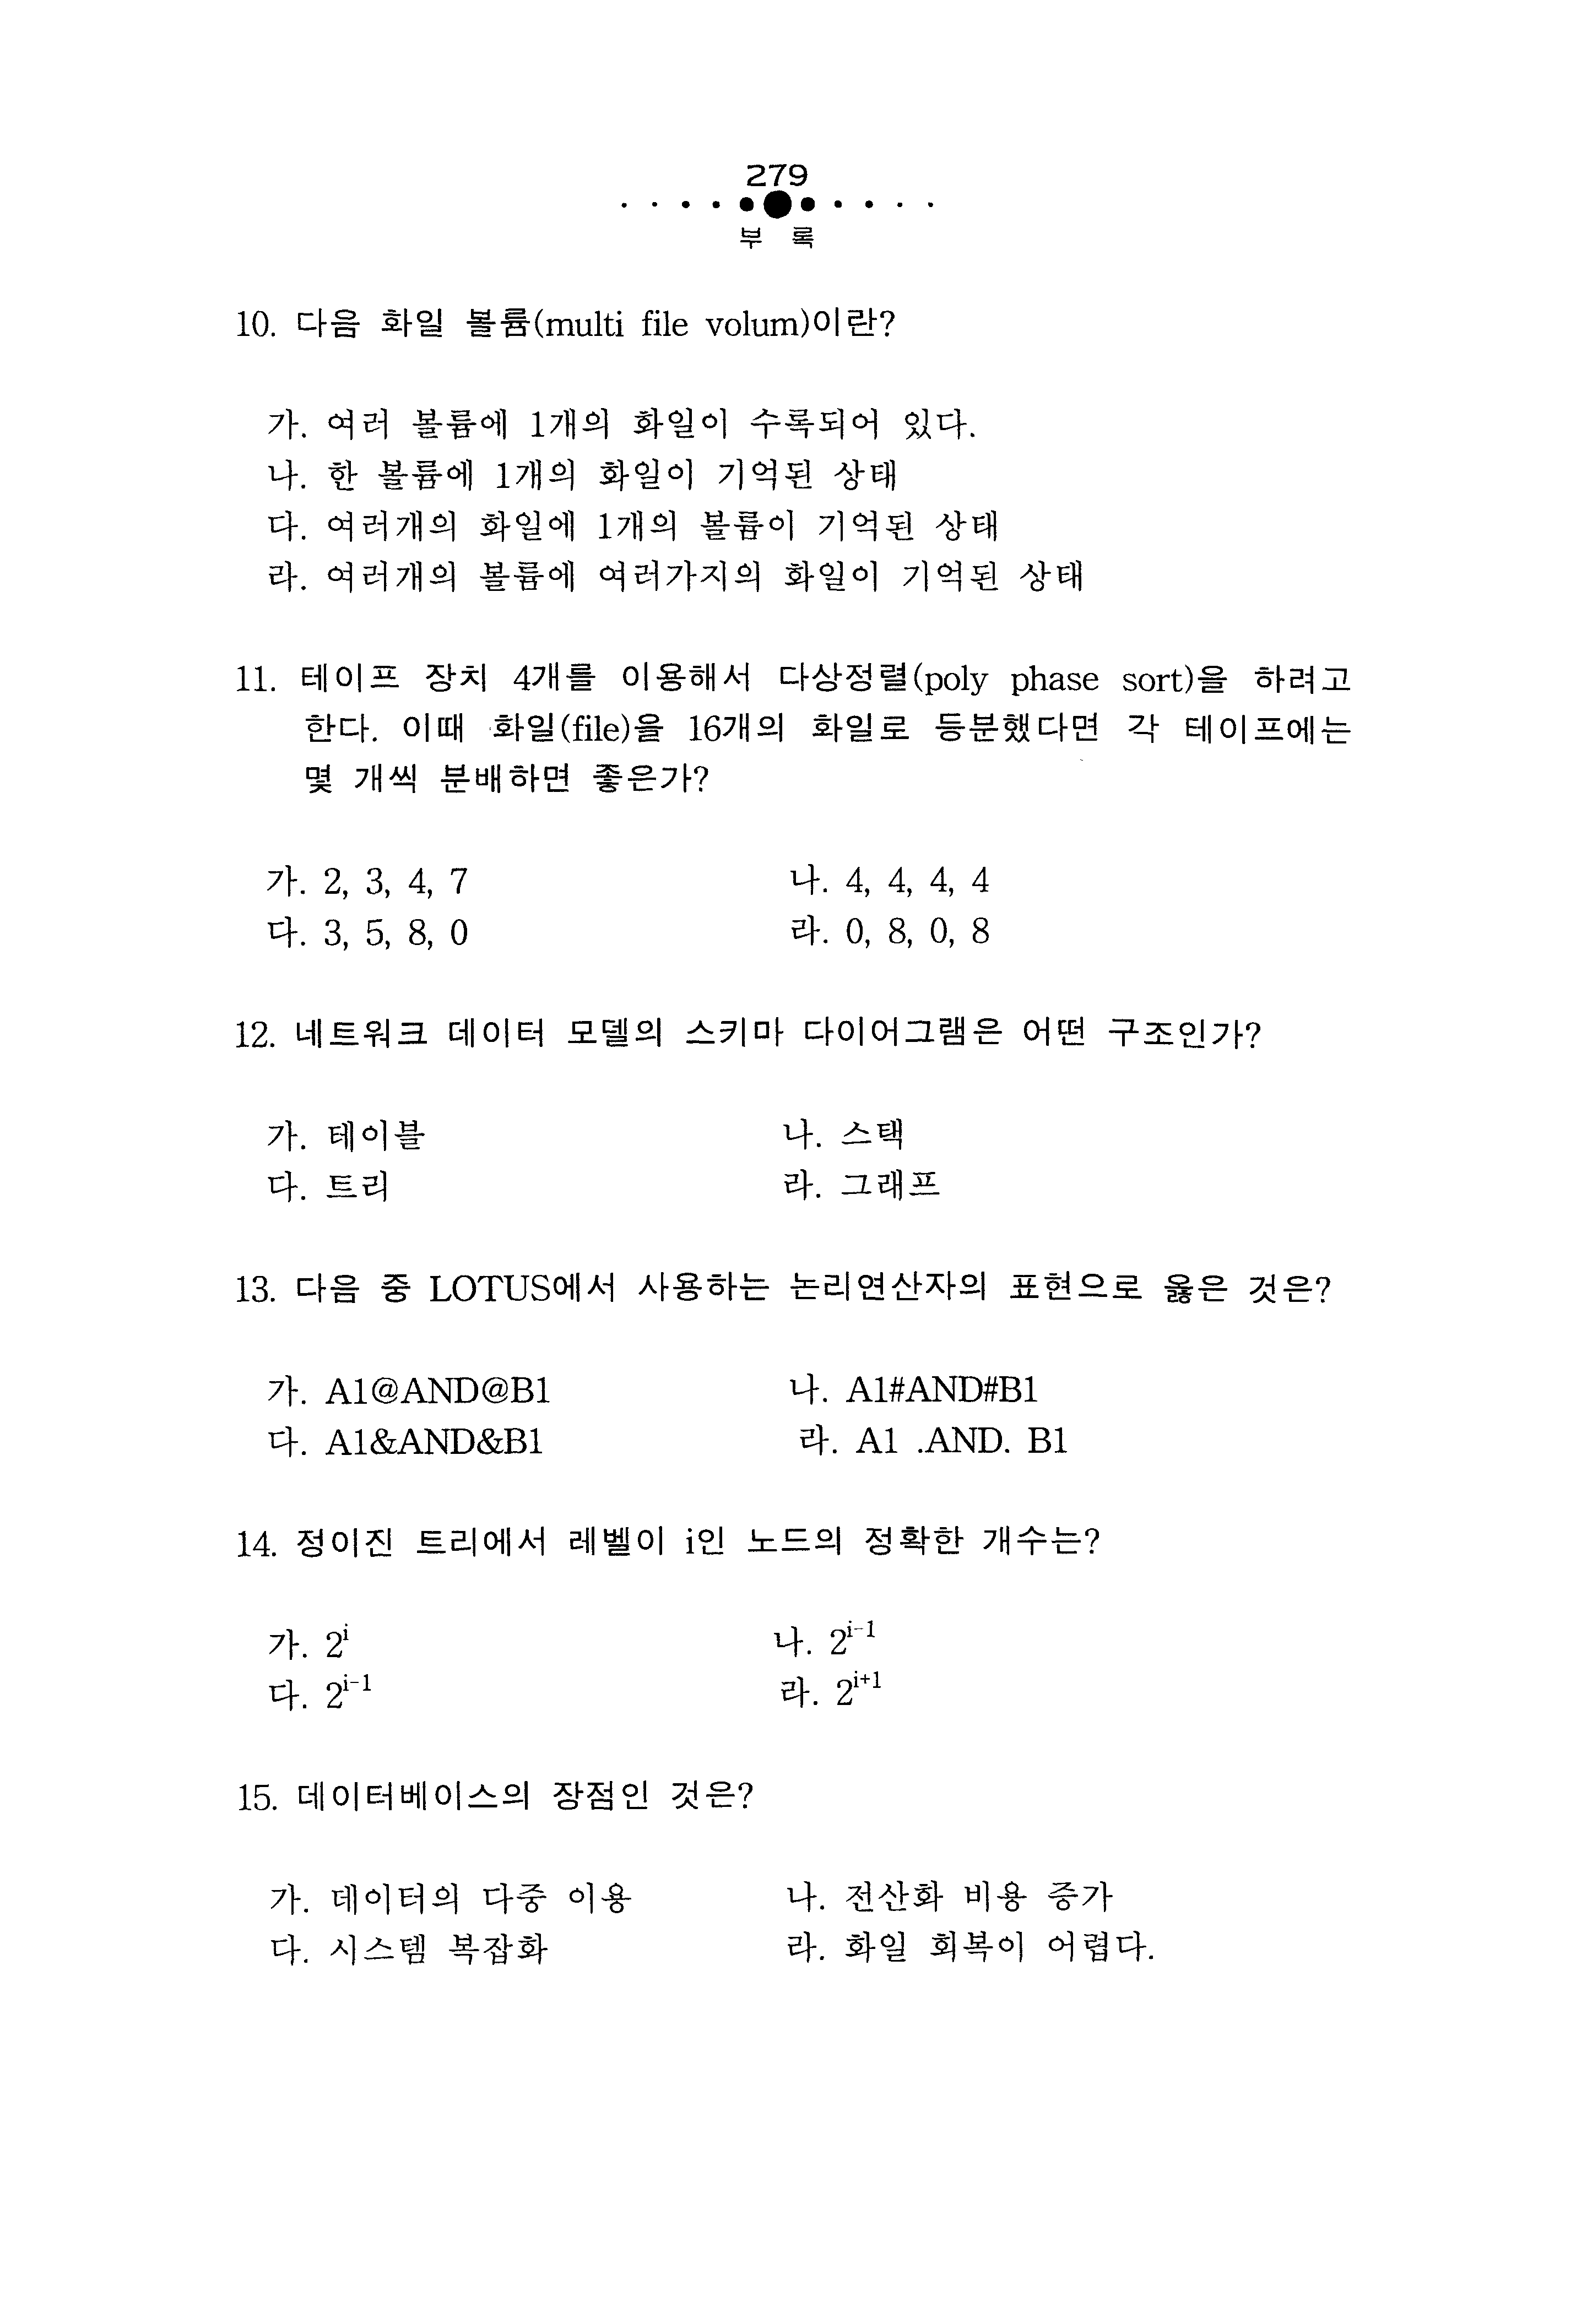 279
부 록
10. 다음 화일 볼륨(multi file volum)이란?
가. 여러 볼륨에 1개의 화일이 수록되어 있다.
나. 한 볼륨에 1개의 화일이 기억된 상태
다. 여러개의 화일에 1개의 볼륨이 기억된 상태
라. 여러개의 볼륨에 여러가지의 화일이 기억된 상태
11. 테이프 장치 4개를 이용해서 다상정렬(poly phase sort)을 하려고
한다. 이때 화일(file)을 16개의 화일로 등분했다면 각 테이프에는
몇 개씩 분배하면 좋은가?
가. 2, 3, 4, 7 나. 4, 4, 4, 4
다. 3, 5, 8, 0 라. 0, 8, 0, 8
12. 네트워크 데이터 모델의 스키마 다이어그램은 어떤 구조인가?
가. 테이블 나. 스택
다. 트리 라. 그래프
13. 다음 중 LOTUS에서 사용하는 논리연산자의 표현으로 옳은 것은?
가. A1@AND@B1 나. A1#AND#B1
다. A1&AND&B1 라. A1 .AND. B1
14. 정이진 트리에서 레벨이 i인 노드의 정확한 개수는?
가. 2ⁱ 나. 2ⁱ⁻¹
다. 2ⁱ⁻¹ 라. 2ⁱ⁺¹
15. 데이터베이스의 장점인 것은?
가. 데이터의 다중 이용 나. 전산화 비용 증가
다. 시스템 복잡화 라. 화일 회복이 어렵다.